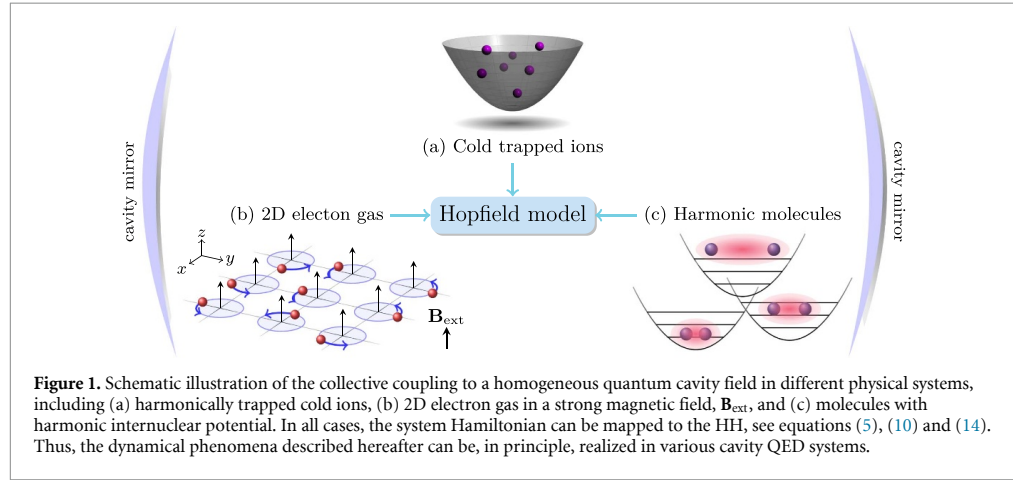 cavity mirror
(a) Cold trapped ions
cavity mirror
(b) 2D electon gas
Hopfield model
(c) Harmonic molecules
z
x
y
B_ext
Figure 1. Schematic illustration of the collective coupling to a homogeneous quantum cavity field in different physical systems,
including (a) harmonically trapped cold ions, (b) 2D electron gas in a strong magnetic field, B_ext, and (c) molecules with
harmonic internuclear potential. In all cases, the system Hamiltonian can be mapped to the HH, see equations (5), (10) and (14).
Thus, the dynamical phenomena described hereafter can be, in principle, realized in various cavity QED systems.